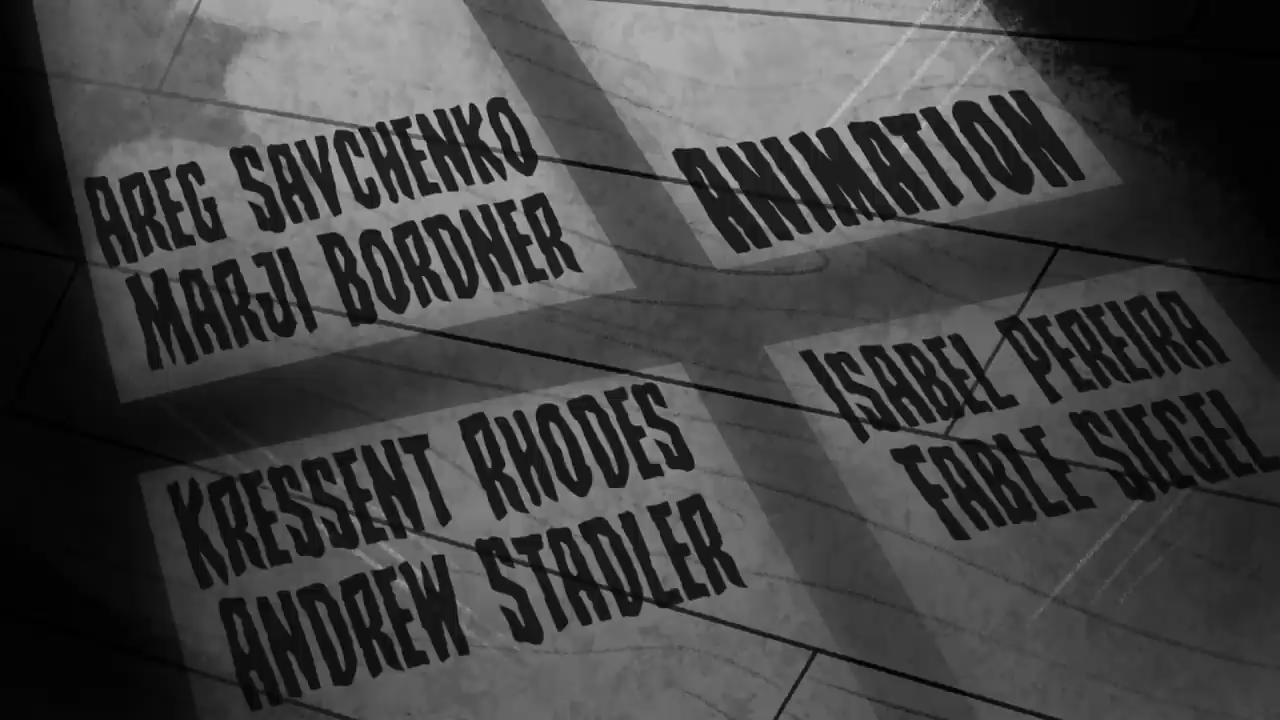 ANIMATION
AREG SAVCHENKO
MARJI BORDNER
ISABEL PEREIRA
FABLE SIEGEL
KRESSENT RHODES
ANDREW STADLER